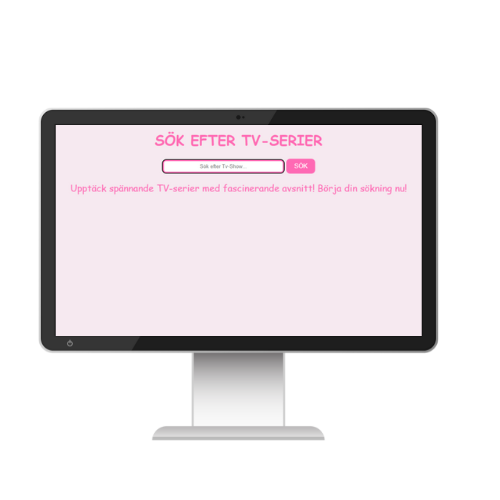 SÖK EFTER TV-SERIER
Sök efter Tv-Show... SÖK
Upptäck spännande TV-serier med fascinerande avsnitt! Börja din sökning nu!